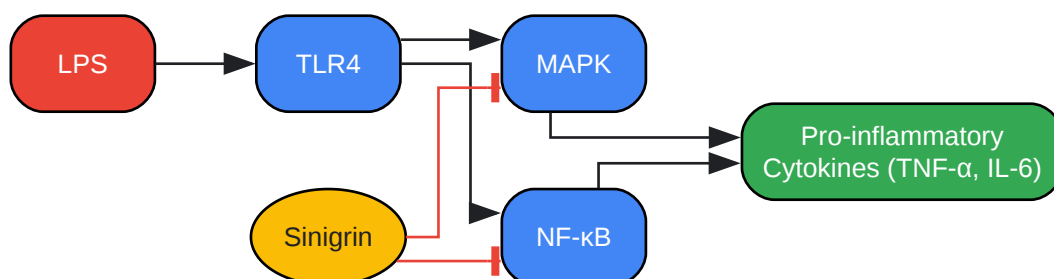 LPS
TLR4
MAPK
Pro-inflammatory
Cytokines (TNF-α, IL-6)
Sinigrin
NF-κB